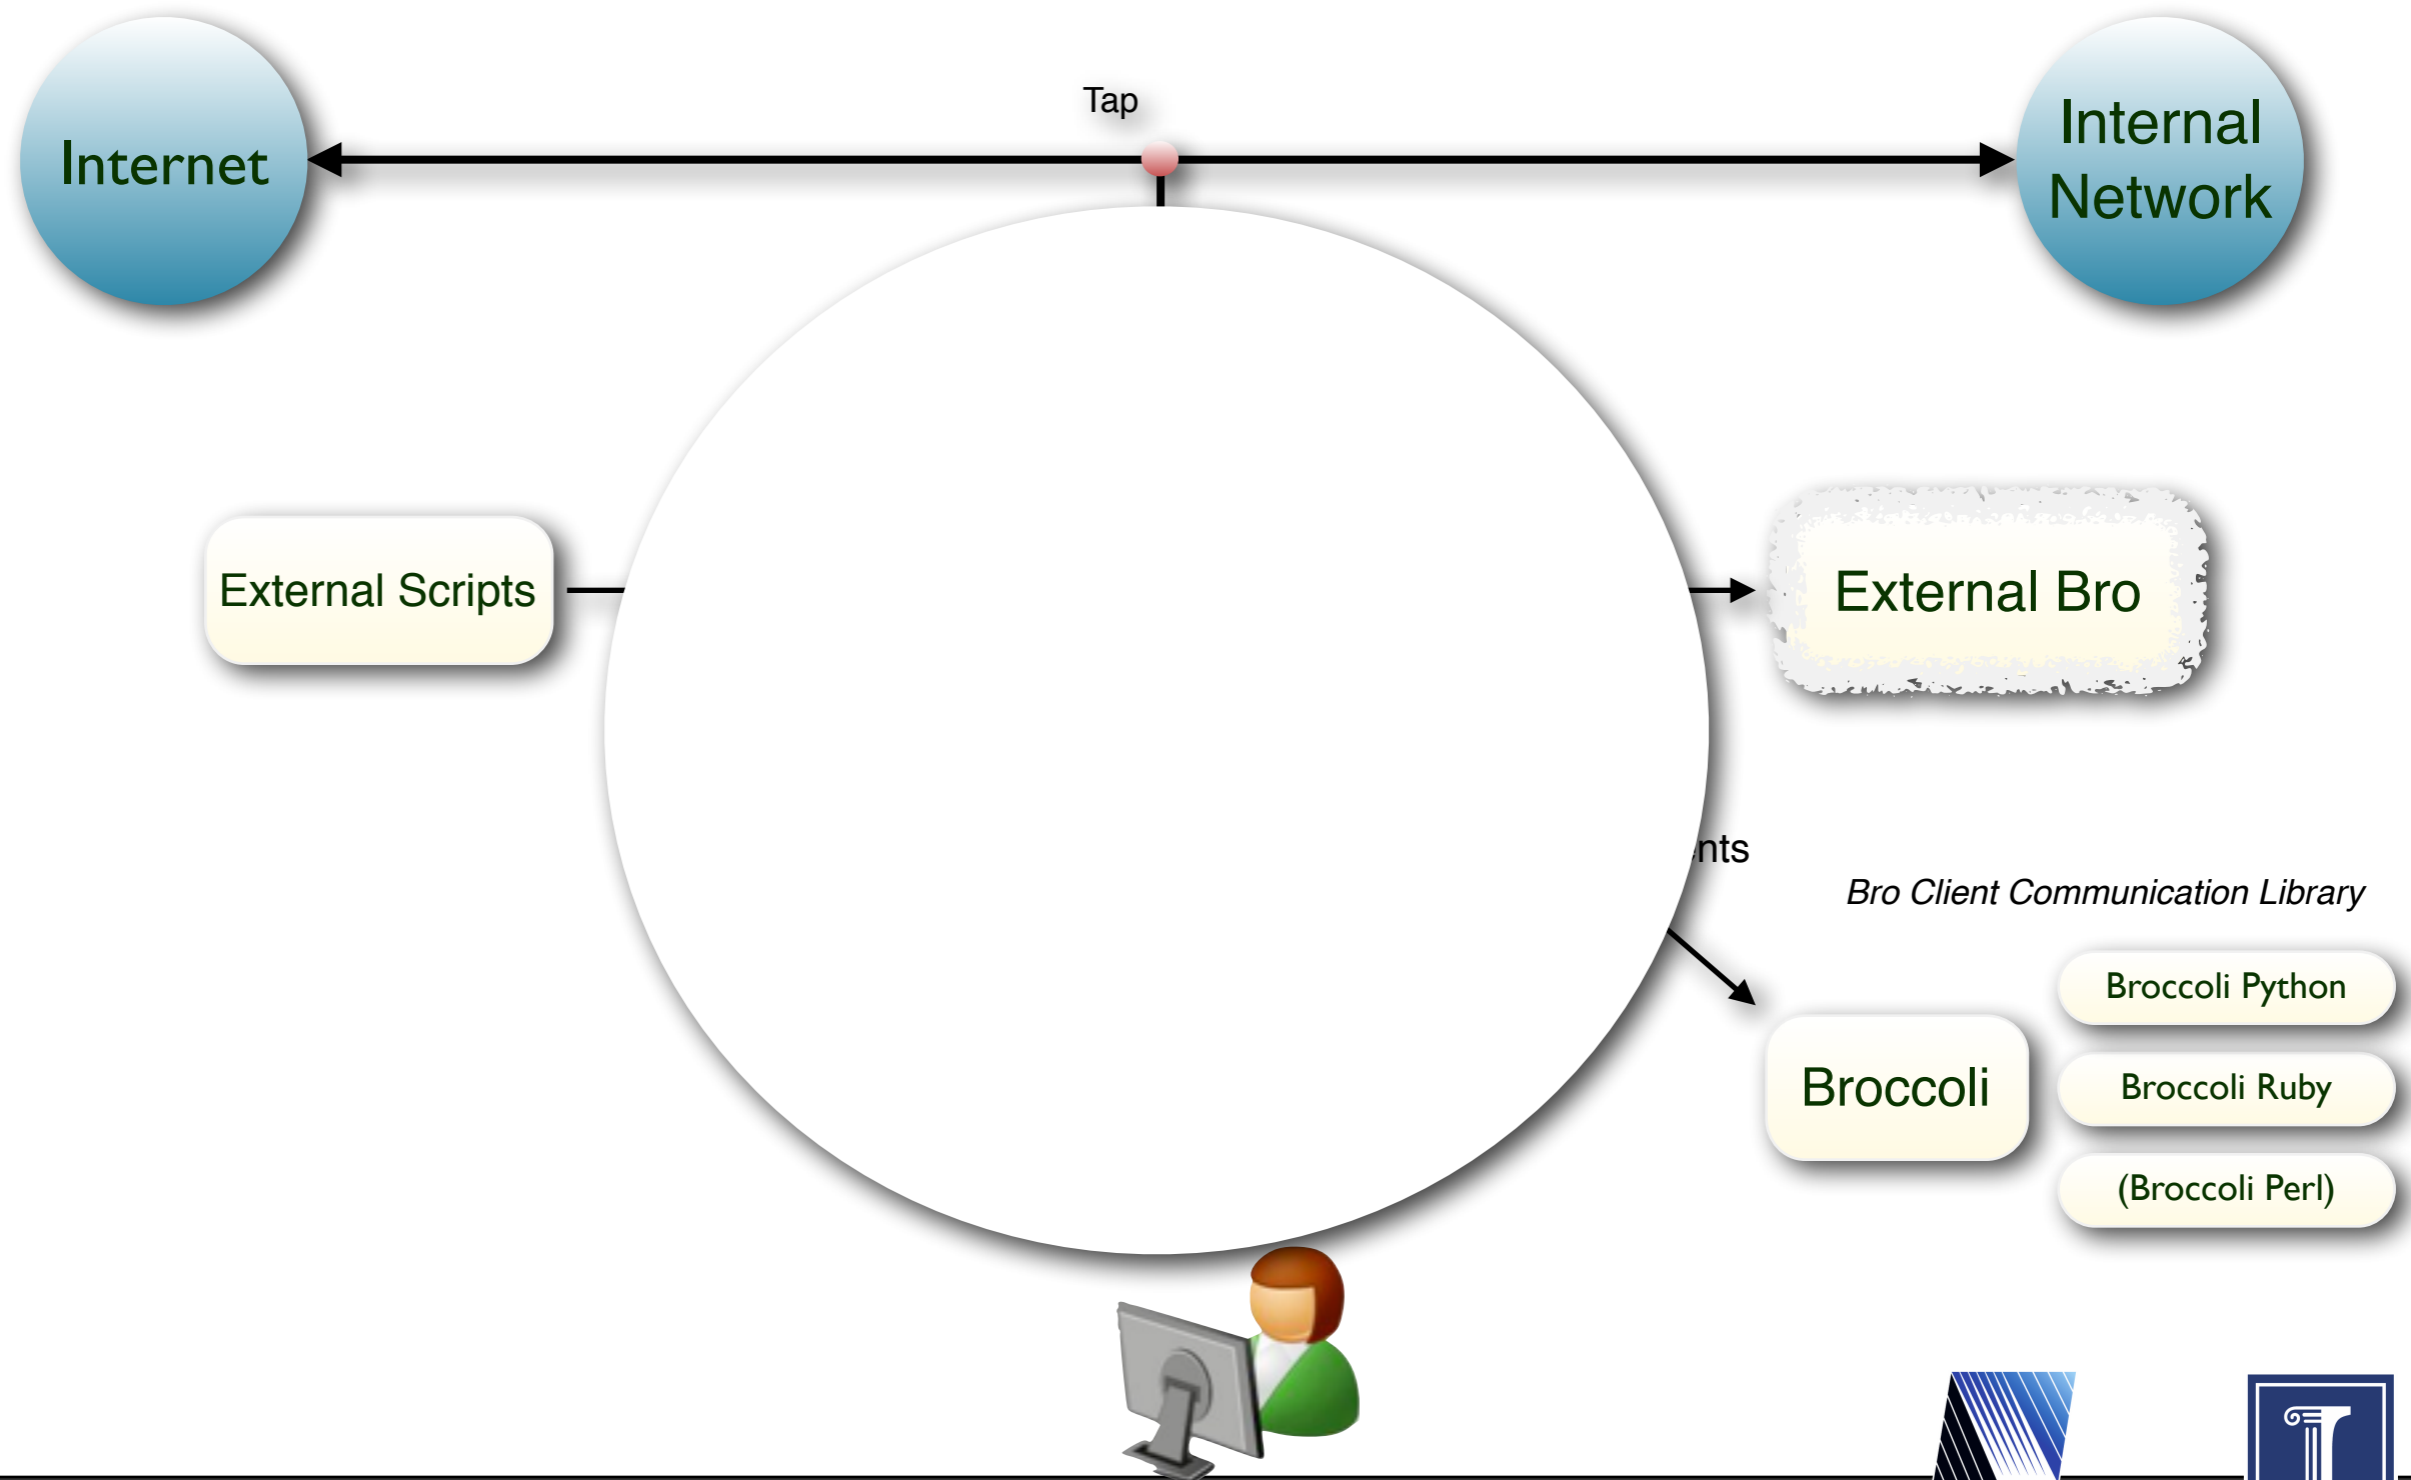 Tap
Internet
Internal
Network
External Scripts
External Bro
Bro Client Communication Library
Broccoli Python
Broccoli
Broccoli Ruby
(Broccoli Perl)